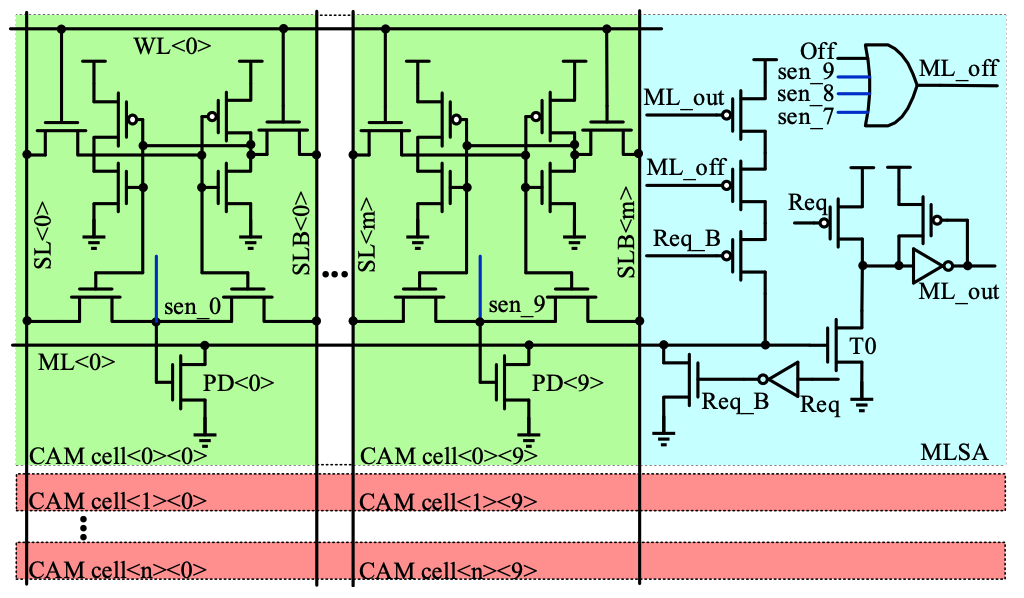 WL<0>
Off
sen_9
sen_8
sen_7
ML_off
ML_out
ML_off
Req_B
Req
ML_out
SL<0>
SLB<0>
SL<m>
SLB<m>
sen_0
sen_9
ML<0>
PD<0>
PD<9>
T0
Req_B
Req
CAM cell<0><0>
CAM cell<0><9>
MLSA
CAM cell<1><0>
CAM cell<1><9>
CAM cell<n><0>
CAM cell<n><9>